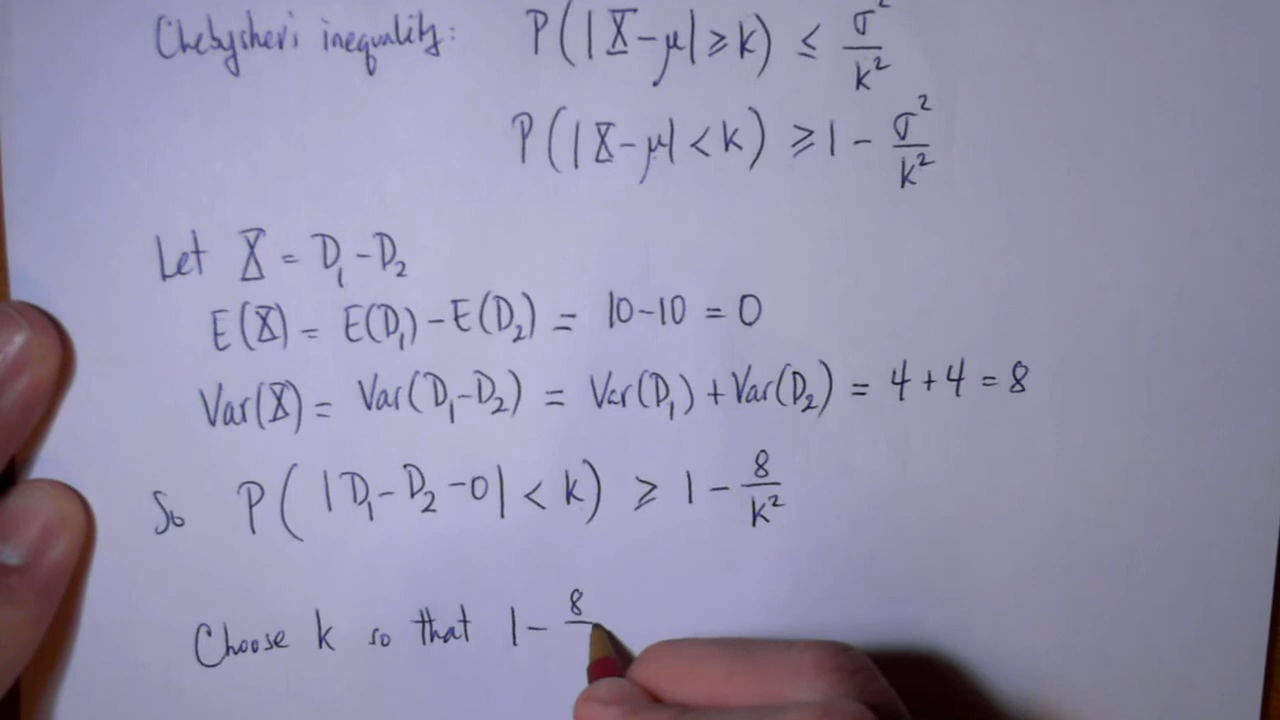 Chebyshev's inequality: P(|X-μ| ≥ k) ≤ σ²/k²
P(|X-μ| < k) ≥ 1 - σ²/k²
Let X = D₁-D₂
E(X) = E(D₁) - E(D₂) = 10-10 = 0
Var(X) = Var(D₁-D₂) = Var(D₁) + Var(D₂) = 4+4 = 8
So P(|D₁-D₂-0| < k) ≥ 1 - 8/k²
Choose k so that 1 - 8/